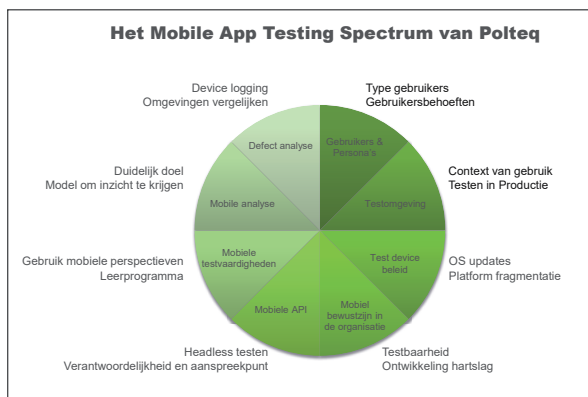 Het Mobile App Testing Spectrum van Polteq
Device logging
Omgevingen vergelijken
Type gebruikers
Gebruikersbehoeften
Defect analyse
Gebruikers &
Persona's
Duidelijk doel
Model om inzicht te krijgen
Context van gebruik
Testen in Productie
Mobile analyse
Testomgeving
Gebruik mobiele perspectieven
Leerprogramma
Mobiele
testvaardigheden
Test device
beleid
OS updates
Platform fragmentatie
Mobiele API
Mobiel
bewustzijn in
de organisatie
Headless testen
Verantwoordelijkheid en aanspreekpunt
Testbaarheid
Ontwikkeling hartslag